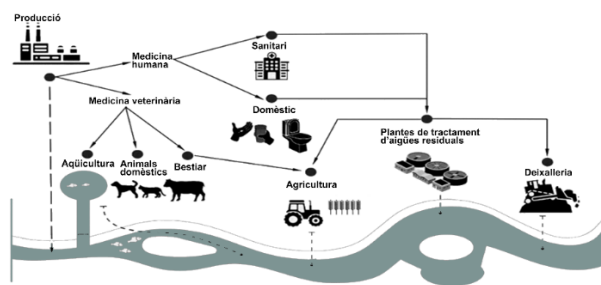 Producció
Medicina
humana
Sanitari
Medicina veterinària
Domèstic
Plantes de tractament
d'aigües residuals
Aqüicultura
Animals
domèstics
Bestiar
Agricultura
Deixalleria